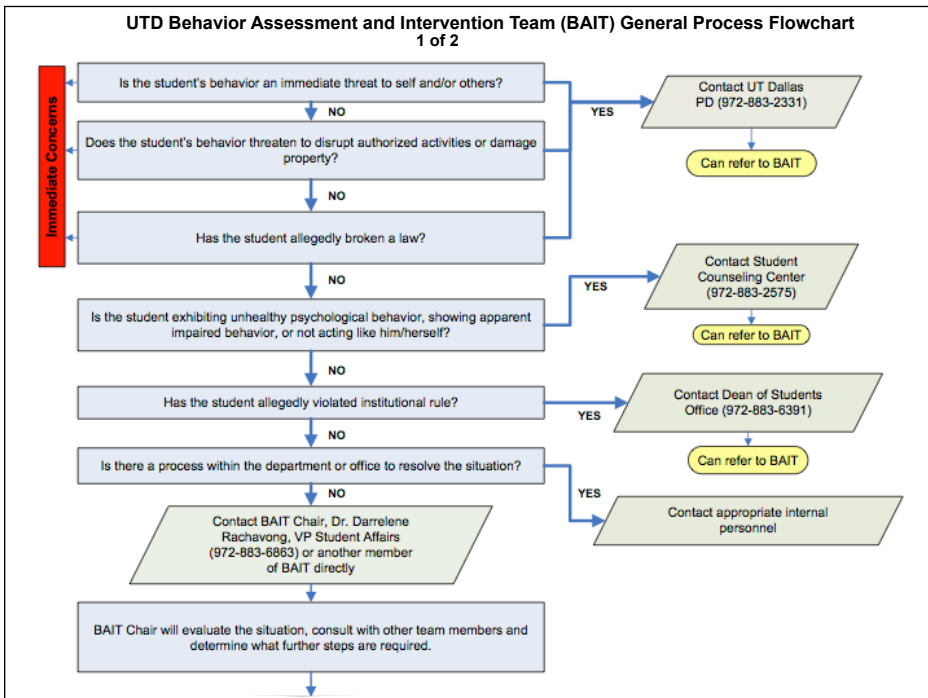 UTD Behavior Assessment and Intervention Team (BAIT) General Process Flowchart
1 of 2
Immediate Concerns
Is the student's behavior an immediate threat to self and/or others?
YES
Contact UT Dallas
PD (972-883-2331)
Can refer to BAIT
NO
Does the student's behavior threaten to disrupt authorized activities or damage
property?
NO
Has the student allegedly broken a law?
NO
Is the student exhibiting unhealthy psychological behavior, showing apparent
impaired behavior, or not acting like him/herself?
YES
Contact Student
Counseling Center
(972-883-2575)
Can refer to BAIT
NO
Has the student allegedly violated institutional rule?
YES
Contact Dean of Students
Office (972-883-6391)
Can refer to BAIT
NO
Is there a process within the department or office to resolve the situation?
YES
Contact appropriate internal
personnel
NO
Contact BAIT Chair, Dr. Darrelene
Rachavong, VP Student Affairs
(972-883-6863) or another member
of BAIT directly
BAIT Chair will evaluate the situation, consult with other team members and
determine what further steps are required.